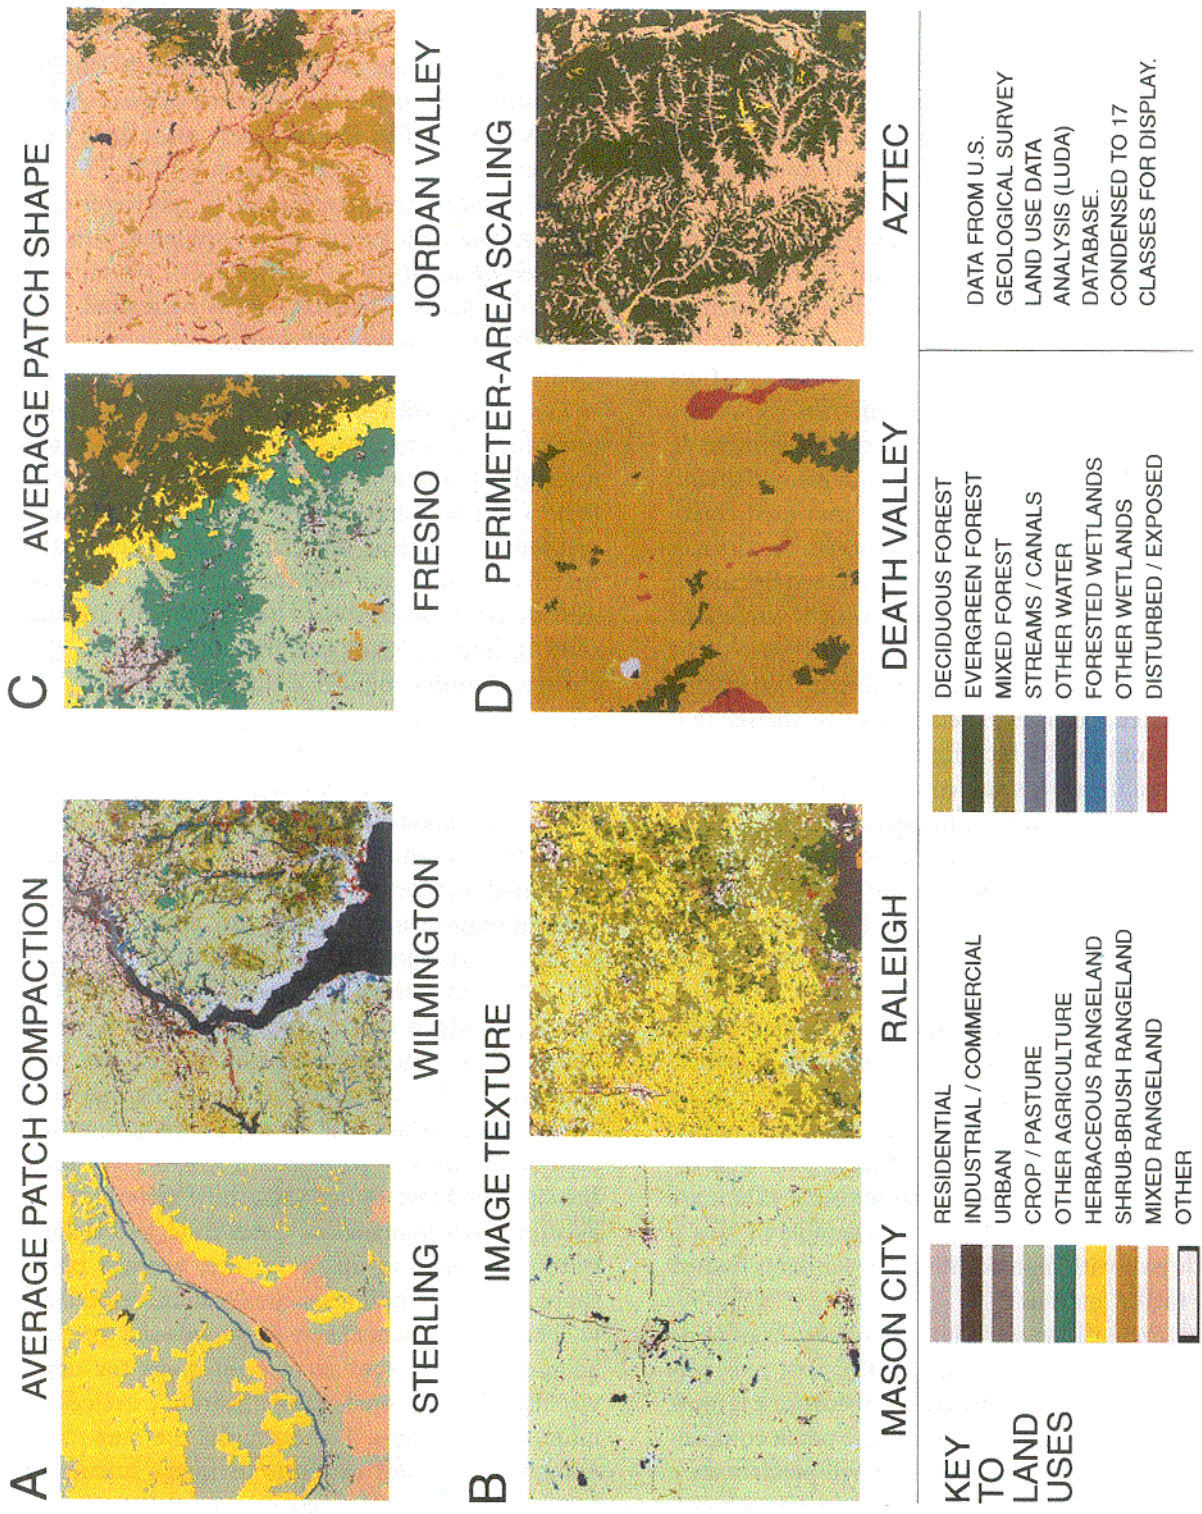 A AVERAGE PATCH COMPACTION
STERLING
WILMINGTON
C AVERAGE PATCH SHAPE
FRESNO
JORDAN VALLEY
B IMAGE TEXTURE
MASON CITY
RALEIGH
D PERIMETER-AREA SCALING
DEATH VALLEY
AZTEC
KEY
TO
LAND
USES
RESIDENTIAL
INDUSTRIAL / COMMERCIAL
URBAN
CROP / PASTURE
OTHER AGRICULTURE
HERBACEOUS RANGELAND
SHRUB-BRUSH RANGELAND
MIXED RANGELAND
OTHER
DECIDUOUS FOREST
EVERGREEN FOREST
MIXED FOREST
STREAMS / CANALS
OTHER WATER
FORESTED WETLANDS
OTHER WETLANDS
DISTURBED / EXPOSED
DATA FROM U.S.
GEOLOGICAL SURVEY
LAND USE DATA
ANALYSIS (LUDA)
DATABASE.
CONDENSED TO 17
CLASSES FOR DISPLAY.